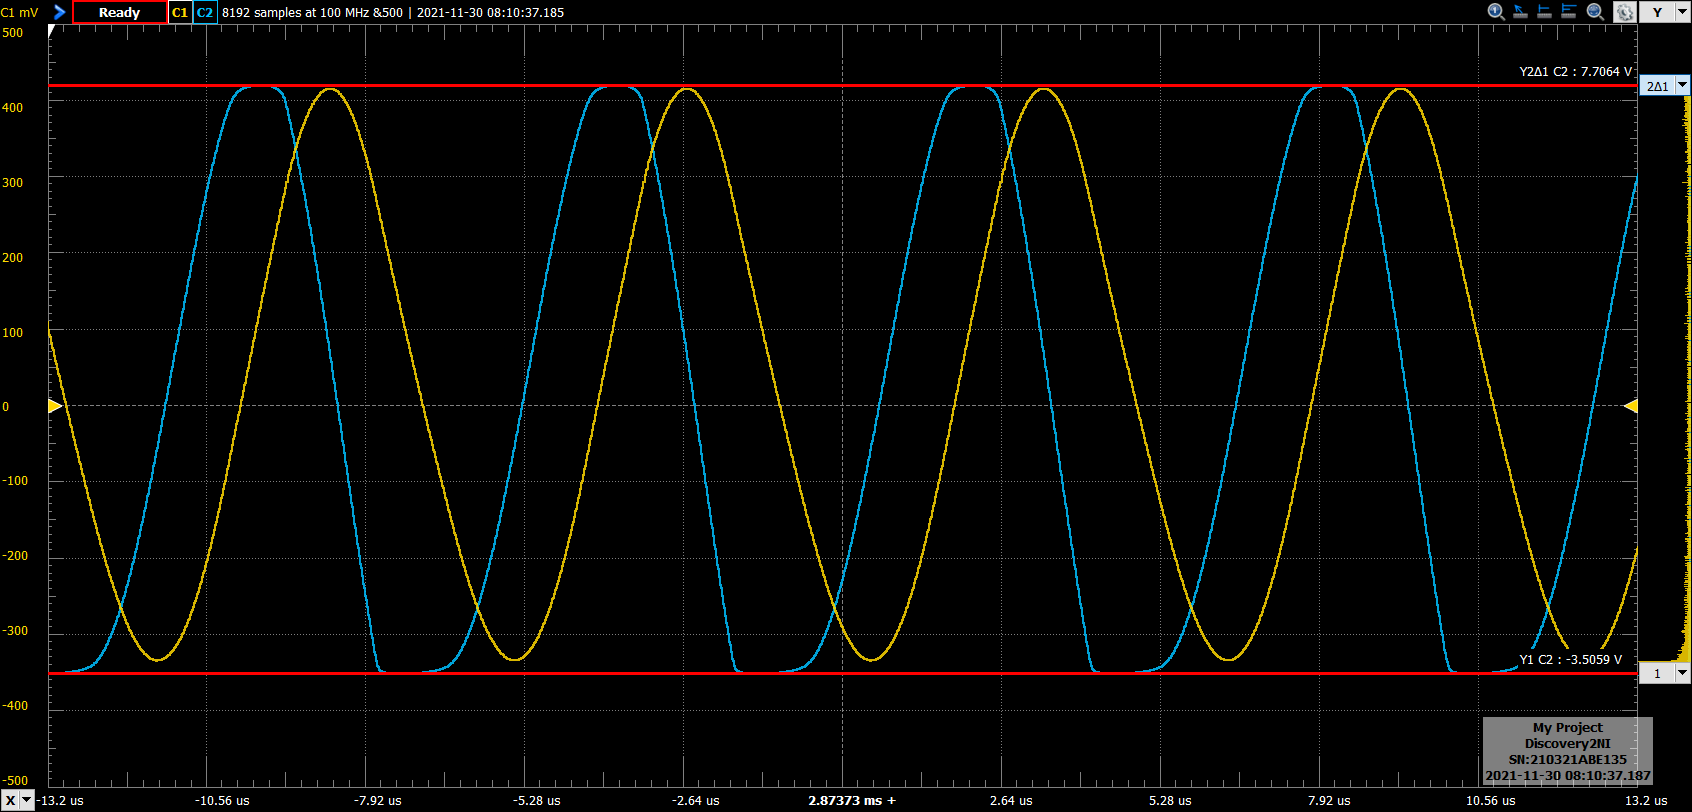 C1 mV Ready C1 C2 8192 samples at 100 MHz &500 | 2021-11-30 08:10:37.185 Y
500
Y2Δ1 C2 : 7.7064 V
2Δ1
400
300
200
100
0
-100
-200
-300
Y1 C2 : -3.5059 V
1
-400
My Project
Discovery2NI
SN:210321ABE135
2021-11-30 08:10:37.187
-500
X -13.2 us -10.56 us -7.92 us -5.28 us -2.64 us 2.87373 ms + 2.64 us 5.28 us 7.92 us 10.56 us 13.2 us